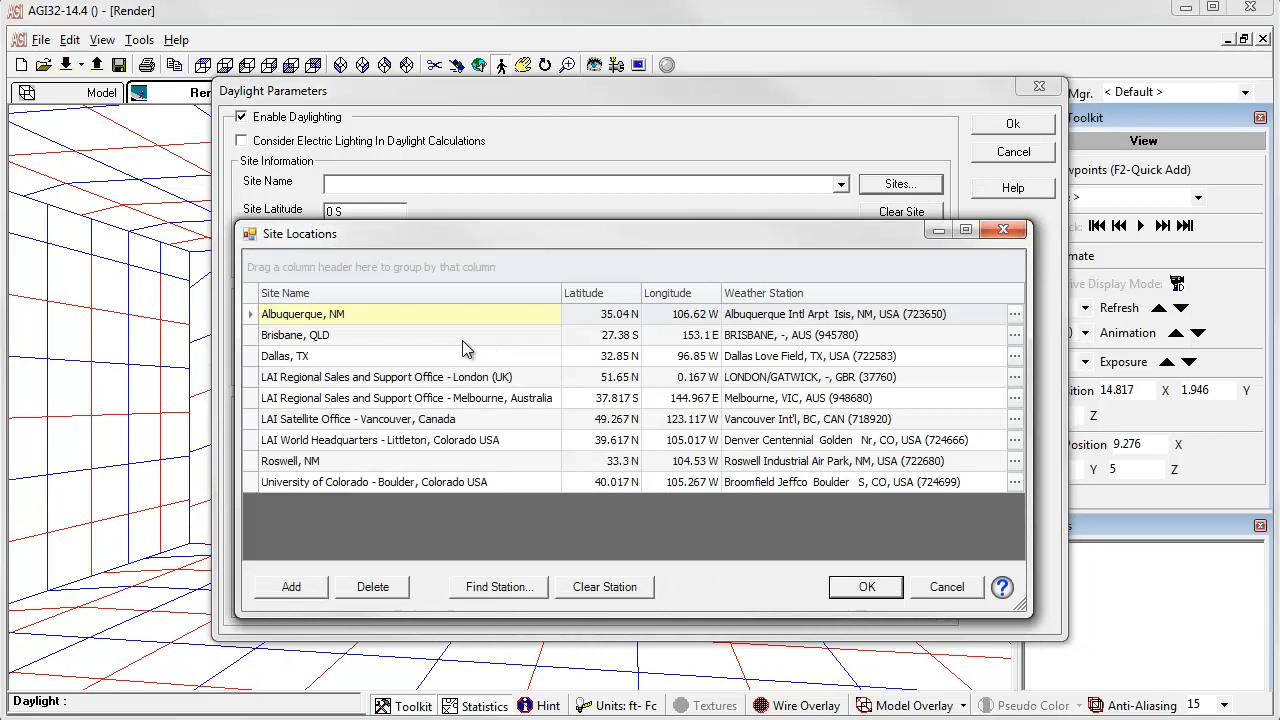 AGI32-14.4 () - [Render]
File Edit View Tools Help
Model
Mgr. < Default >
Daylight Parameters
Enable Daylighting
Consider Electric Lighting In Daylight Calculations
Site Information
Site Name
Sites...
Site Latitude 0 S
Clear Site
Ok
Cancel
Help
Toolkit
View
(F2-Quick Add)
Refresh
Animation
Exposure
14.817 X 1.946 Y
Z
Position 9.276 X
Y 5 Z
Site Locations
Drag a column header here to group by that column
Site Name Latitude Longitude Weather Station
Albuquerque, NM 35.04 N 106.62 W Albuquerque Intl Arpt Isis, NM, USA (723650)
Brisbane, QLD 27.38 S 153.1 E BRISBANE, -, AUS (945780)
Dallas, TX 32.85 N 96.85 W Dallas Love Field, TX, USA (722583)
LAI Regional Sales and Support Office - London (UK) 51.65 N 0.167 W LONDON/GATWICK, -, GBR (37760)
LAI Regional Sales and Support Office - Melbourne, Australia 37.817 S 144.967 E Melbourne, VIC, AUS (948680)
LAI Satellite Office - Vancouver, Canada 49.267 N 123.117 W Vancouver Int'l, BC, CAN (718920)
LAI World Headquarters - Littleton, Colorado USA 39.617 N 105.017 W Denver Centennial Golden Nr, CO, USA (724666)
Roswell, NM 33.3 N 104.53 W Roswell Industrial Air Park, NM, USA (722680)
University of Colorado - Boulder, Colorado USA 40.017 N 105.267 W Broomfield Jeffco Boulder S, CO, USA (724699)
Add Delete Find Station... Clear Station OK Cancel
Daylight :
Toolkit Statistics Hint Units: ft- Fc Textures Wire Overlay Model Overlay Pseudo Color Anti-Aliasing 15